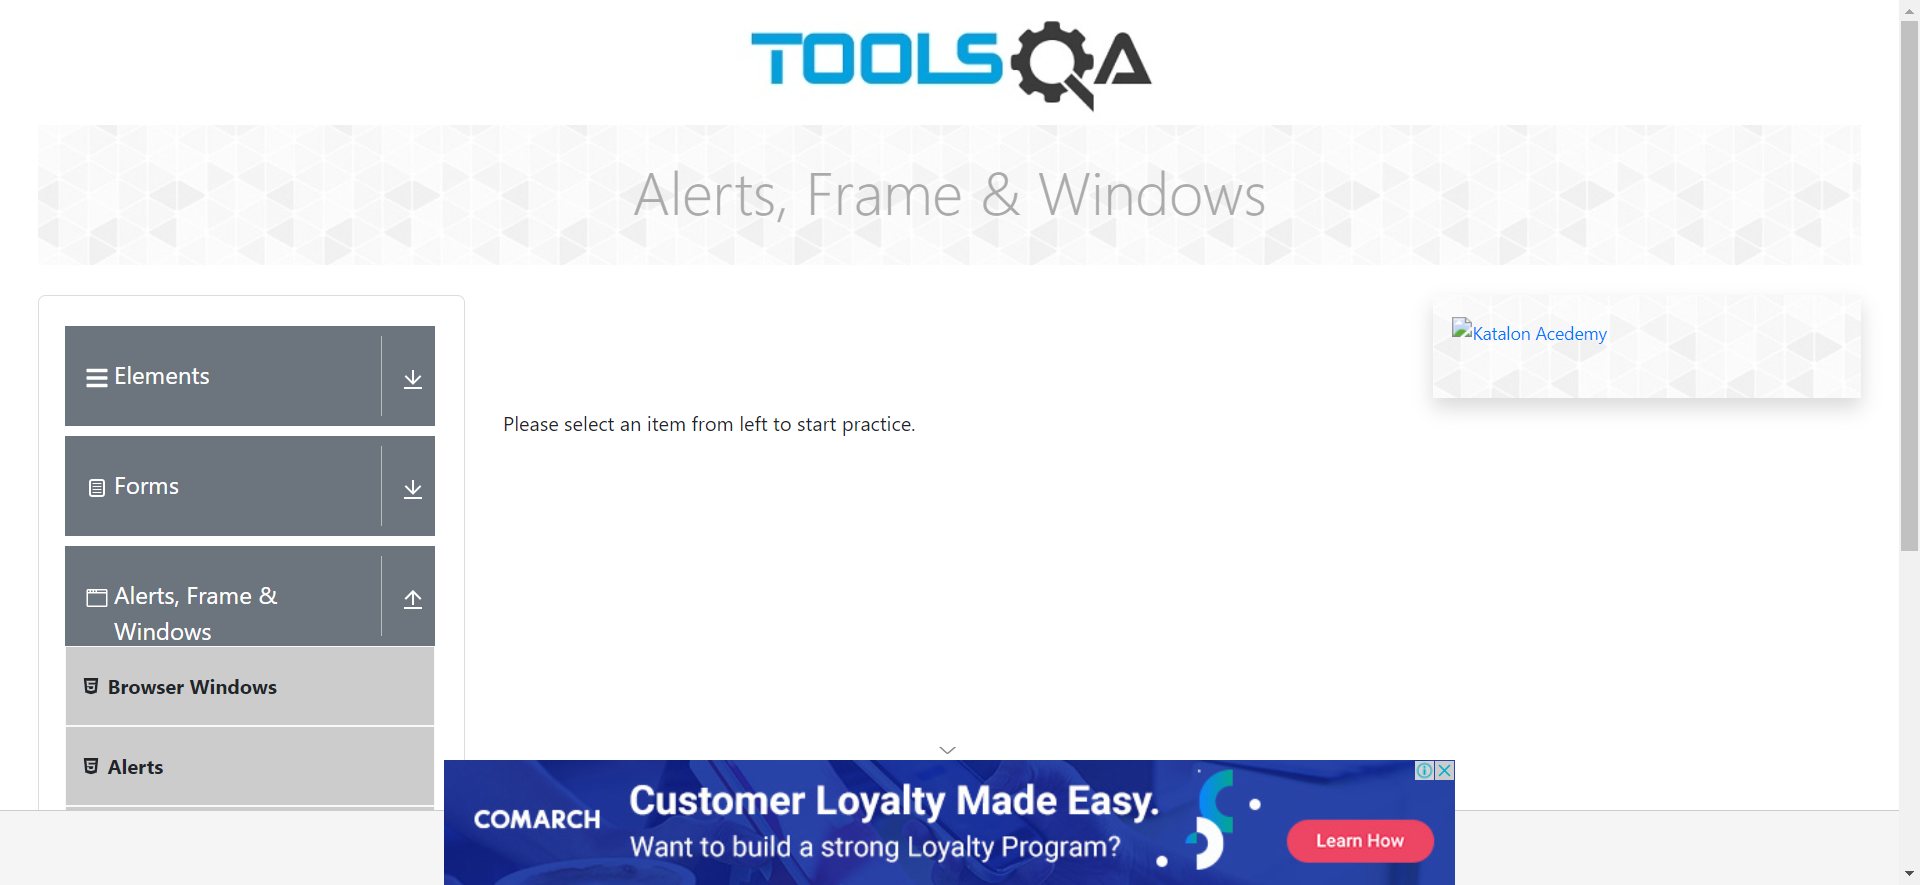 TOOLSQA
Alerts, Frame & Windows
Elements
Forms
Alerts, Frame &
Windows
Browser Windows
Alerts
Please select an item from left to start practice.
Katalon Acedemy
COMARCH
Customer Loyalty Made Easy.
Want to build a strong Loyalty Program?
Learn How